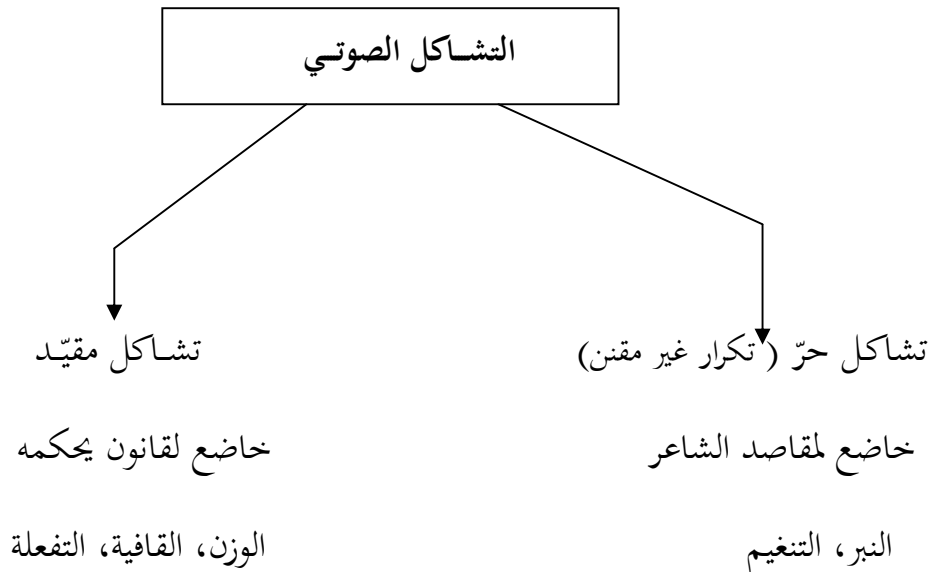 التشاكل الصوتي
تشاكل حرّ (تكرار غير مقنن)
تشاكل مقيّد
خاضع لمقاصد الشاعر
خاضع لقانون يحكمه
النبر، التنغيم
الوزن، القافية، التفعلة